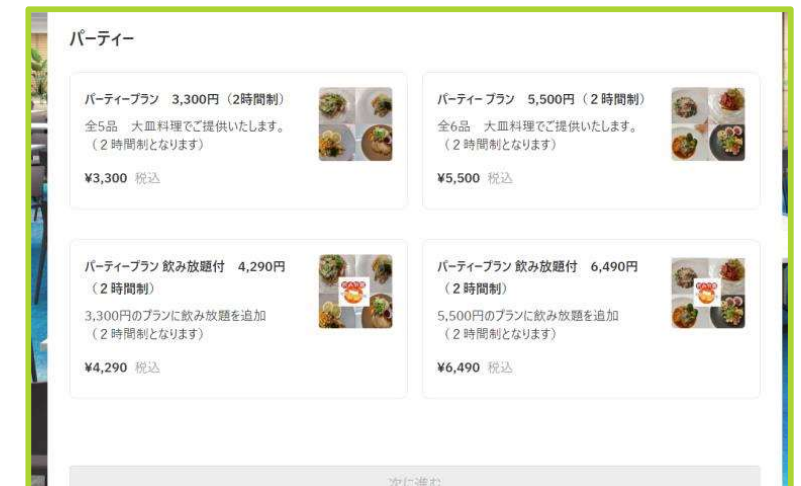 パーティー
パーティープラン　3,300円（2時間制）
全5品　大皿料理でご提供いたします。
（２時間制となります）
¥3,300 税込
パーティー プラン　5,500円（２時間制）
全6品　大皿料理でご提供いたします。
（２時間制となります）
¥5,500 税込
パーティープラン 飲み放題付　4,290円
（２時間制）
3,300円のプランに飲み放題を追加
（２時間制となります）
¥4,290 税込
パーティープラン 飲み放題付　6,490円
（２時間制）
5,500円のプランに飲み放題を追加
（２時間制となります）
¥6,490 税込
次に進む